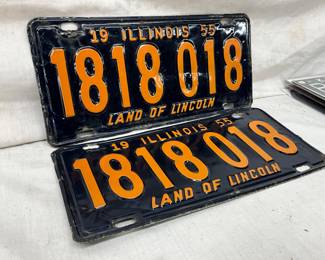 19 ILLINOIS 55
1818 018
LAND OF LINCOLN
19 ILLINOIS 55
1818 018
LAND OF LINCOLN